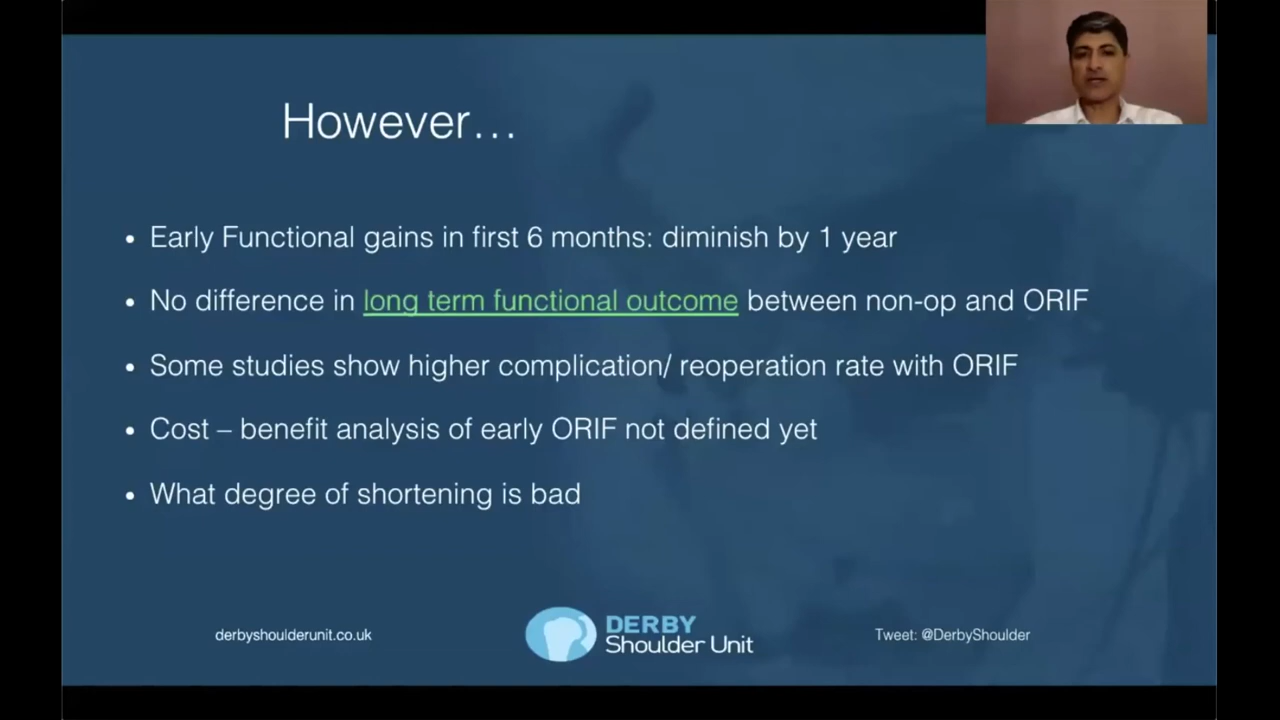 However…
• Early Functional gains in first 6 months: diminish by 1 year
• No difference in long term functional outcome between non-op and ORIF
• Some studies show higher complication/ reoperation rate with ORIF
• Cost – benefit analysis of early ORIF not defined yet
• What degree of shortening is bad
derbyshoulderunit.co.uk
DERBY
Shoulder Unit
Tweet: @DerbyShoulder